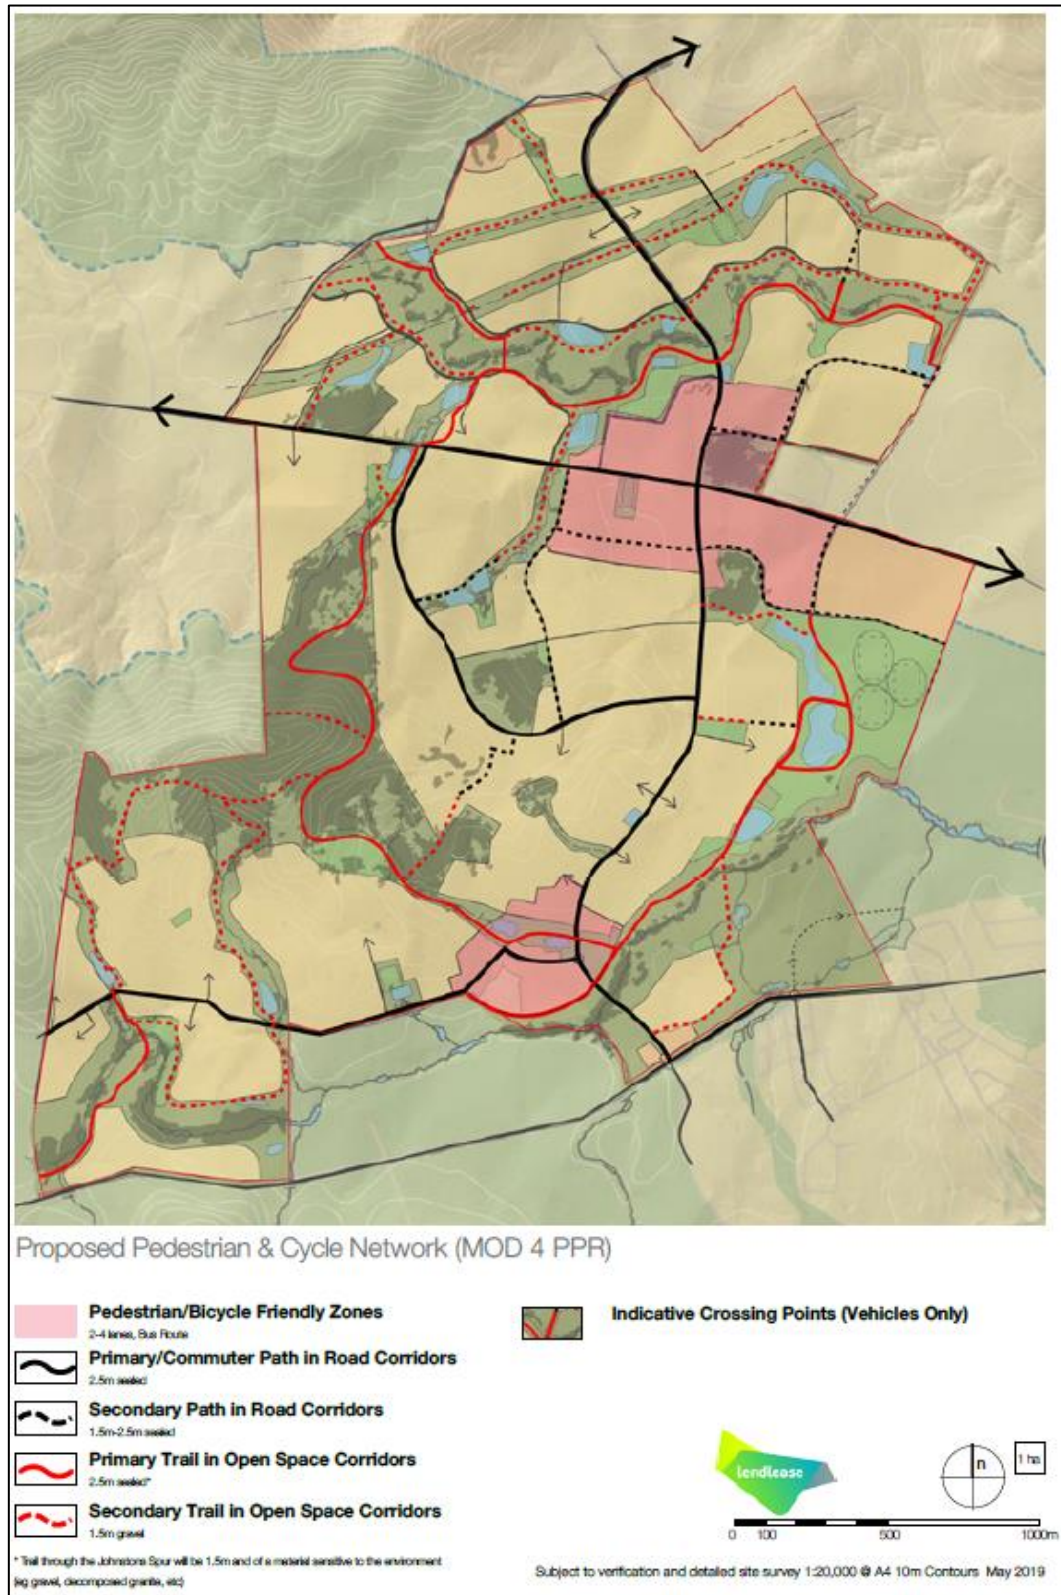 Proposed Pedestrian & Cycle Network (MOD 4 PPR)
Pedestrian/Bicycle Friendly Zones
2-4 lanes, Bus Route
Primary/Commuter Path in Road Corridors
2.5m sealed
Secondary Path in Road Corridors
1.5m-2.5m sealed
Primary Trail in Open Space Corridors
2.5m sealed*
Secondary Trail in Open Space Corridors
1.5m gravel
* Trail through the Johnstons Spur will be 1.5m and of a material sensitive to the environment
(eg gravel, decomposed granite, etc)
Indicative Crossing Points (Vehicles Only)
lendlease
n
1 ha
0 100 500 1000m
Subject to verification and detailed site survey 1:20,000 @ A4 10m Contours May 2019